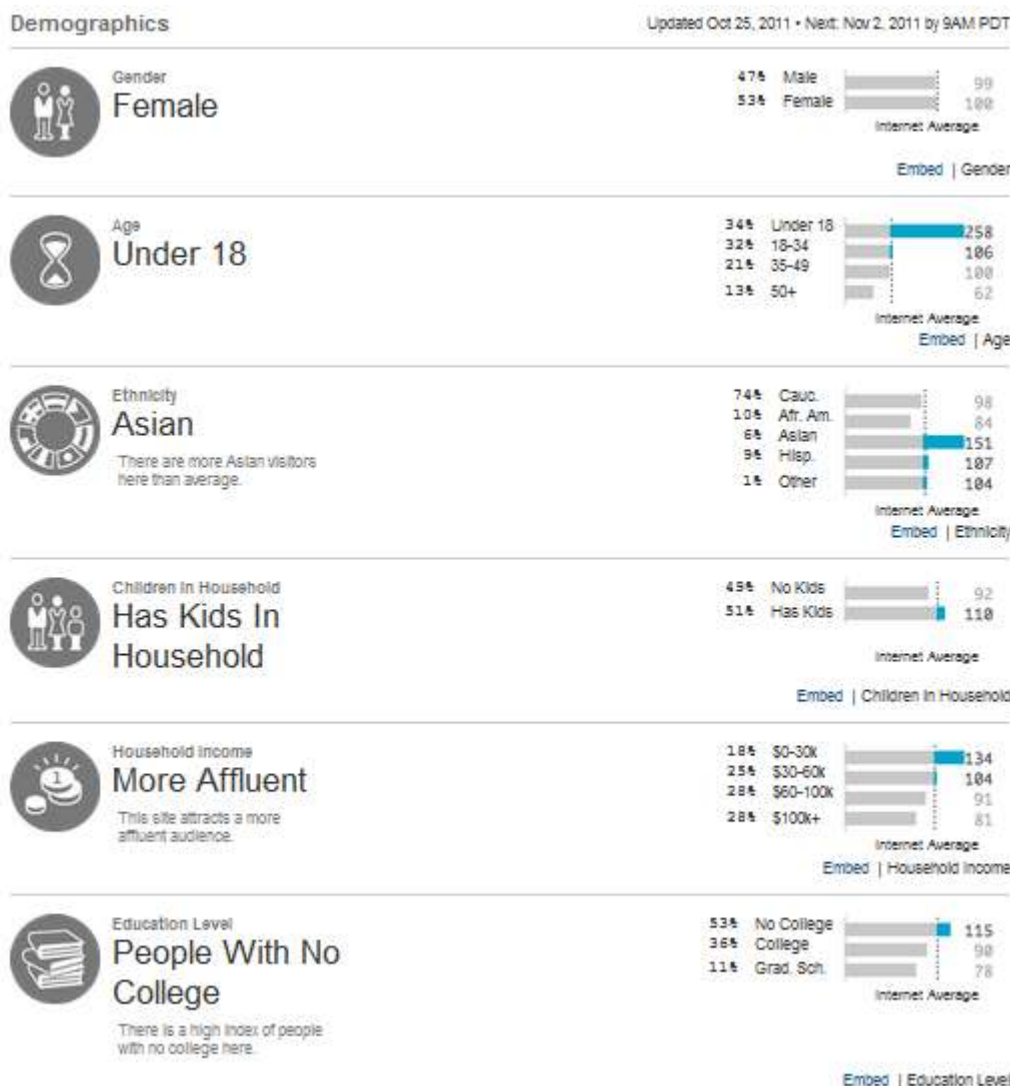 Demographics
Updated Oct 25, 2011 • Next: Nov 2, 2011 by 9AM PDT
Gender
Female
47% Male 99
53% Female 100
Internet Average
Embed | Gender
Age
Under 18
34% Under 18 258
32% 18-34 106
21% 35-49 100
13% 50+ 62
Internet Average
Embed | Age
Ethnicity
Asian
There are more Asian visitors
here than average.
74% Cauc. 98
10% Afr. Am. 84
6% Asian 151
9% Hisp. 107
1% Other 104
Internet Average
Embed | Ethnicity
Children in Household
Has Kids In
Household
No Kids 92
51% Has Kids 110
Internet Average
Embed | Children in Household
Household Income
More Affluent
This site attracts a more
affluent audience.
18% $0-30k 134
25% $30-60k 104
28% $60-100k 91
28% $100k+ 81
Internet Average
Embed | Household Income
Education Level
People With No
College
There is a high index of people
with no college here.
53% No College 115
36% College 90
11% Grad. Sch. 78
Internet Average
Embed | Education Level